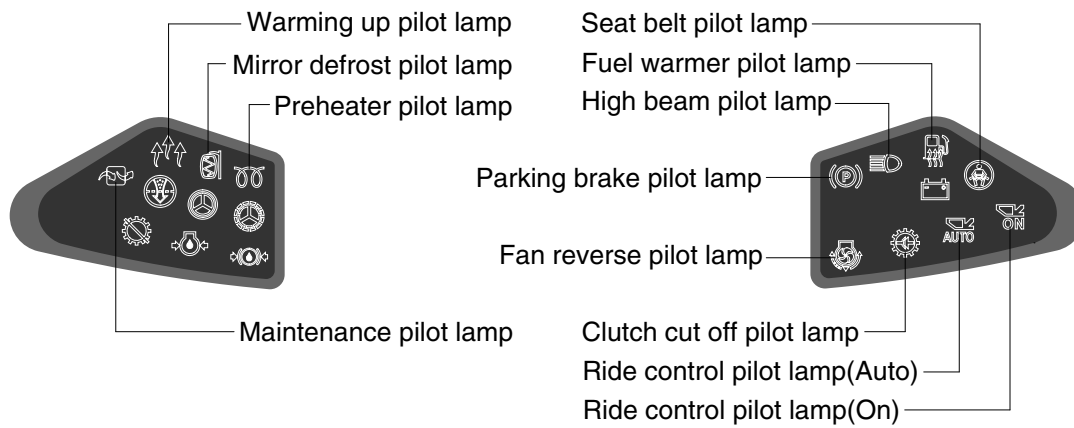 Warming up pilot lamp
Mirror defrost pilot lamp
Preheater pilot lamp
Maintenance pilot lamp
Seat belt pilot lamp
Fuel warmer pilot lamp
High beam pilot lamp
Parking brake pilot lamp
Fan reverse pilot lamp
Clutch cut off pilot lamp
Ride control pilot lamp(Auto)
Ride control pilot lamp(On)
P
AUTO
ON